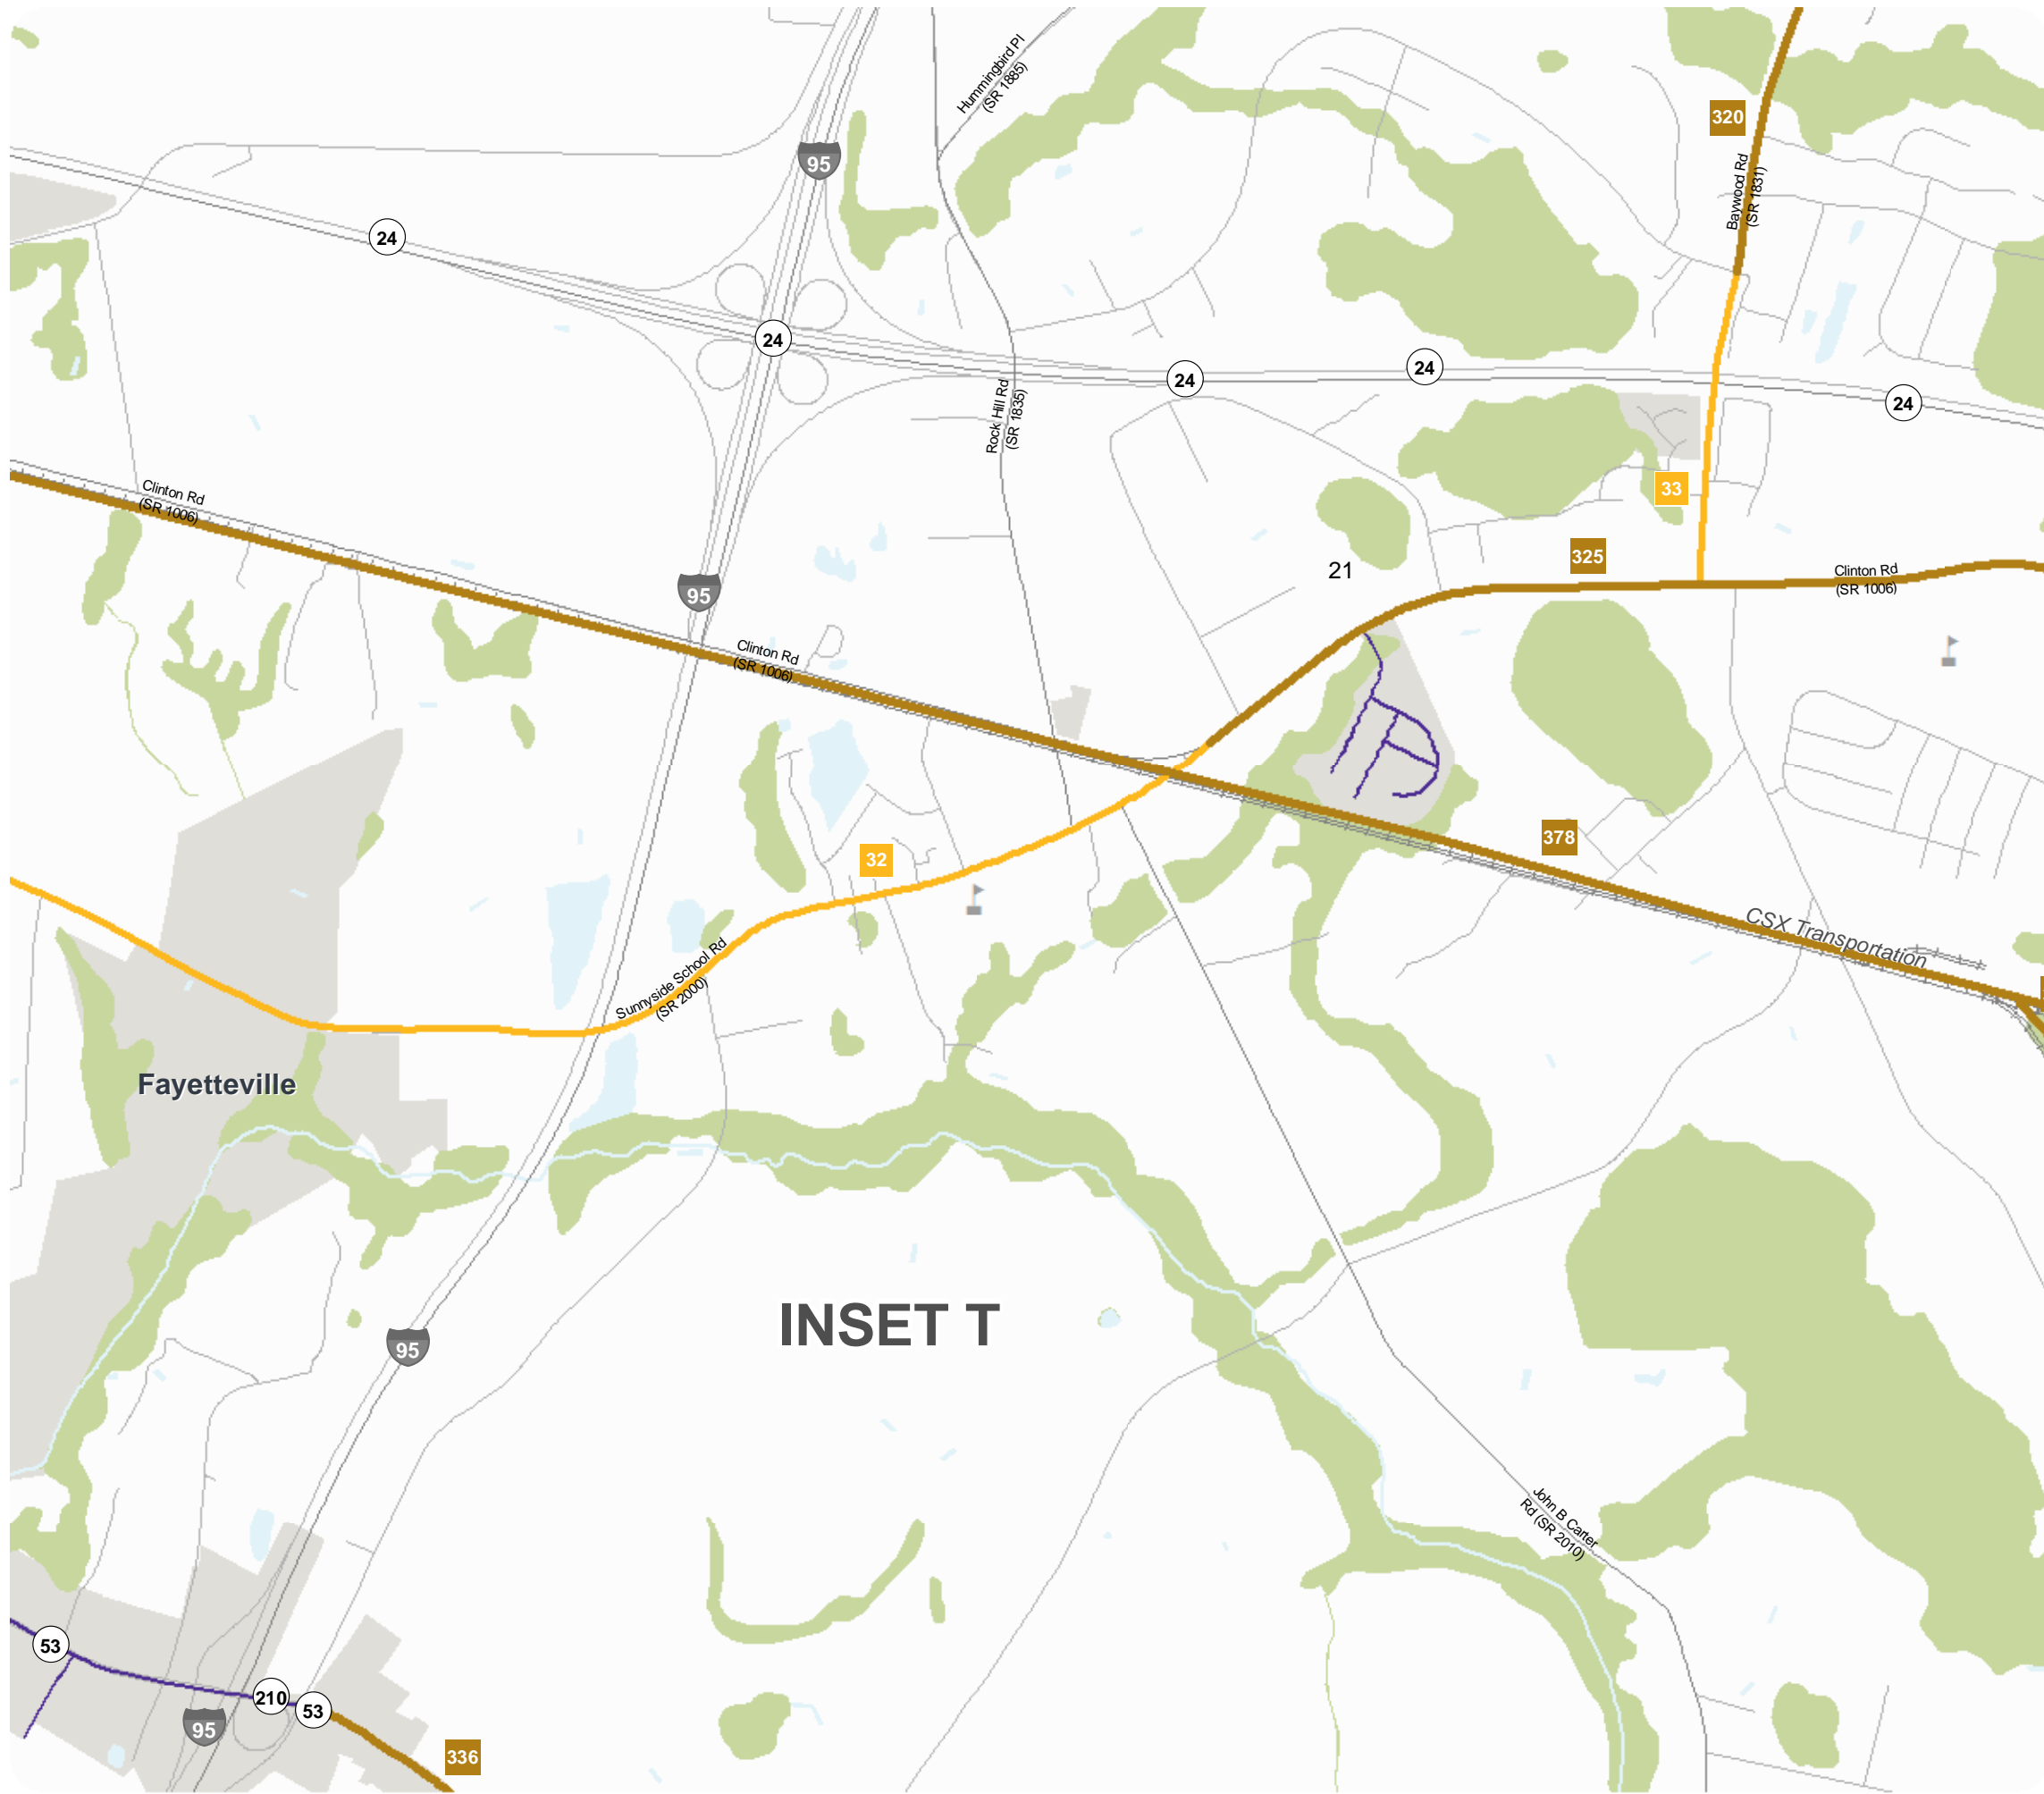 Hummingbird Pl
(SR 1885)
320
95
Baywood Rd
(SR 1831)
24
24
24
24
24
Rock Hill Rd
(SR 1835)
Clinton Rd
(SR 1006)
33
325
21
Clinton Rd
(SR 1006)
95
Clinton Rd
(SR 1006)
378
32
CSX Transportation
Sunnyside School Rd
(SR 2000)
Fayetteville
INSET T
95
John B Carter
Rd (SR 2010)
53
210
53
95
336